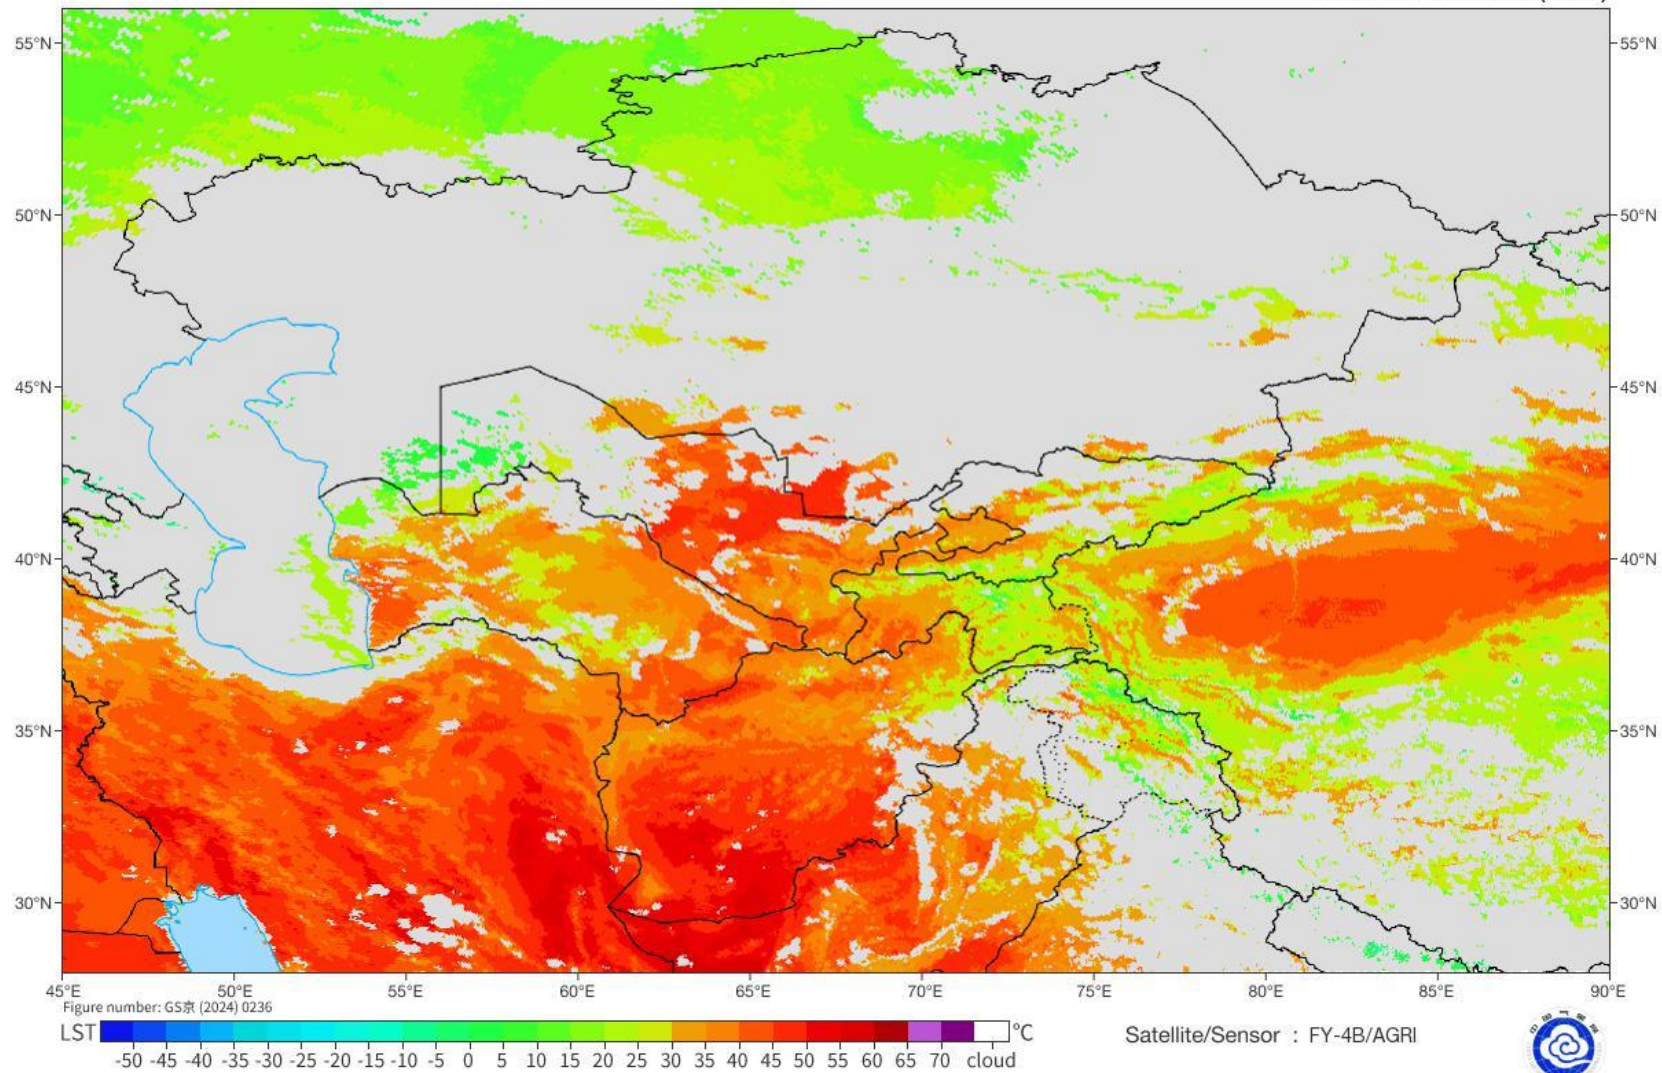 55°N 55°N
50°N 50°N
45°N 45°N
40°N 40°N
35°N 35°N
30°N 30°N
45°E 50°E 55°E 60°E 65°E 70°E 75°E 80°E 85°E 90°E
Figure number: GS京 (2024) 0236
LST °C
-50 -45 -40 -35 -30 -25 -20 -15 -10 -5 0 5 10 15 20 25 30 35 40 45 50 55 60 65 70 cloud
Satellite/Sensor : FY-4B/AGRI